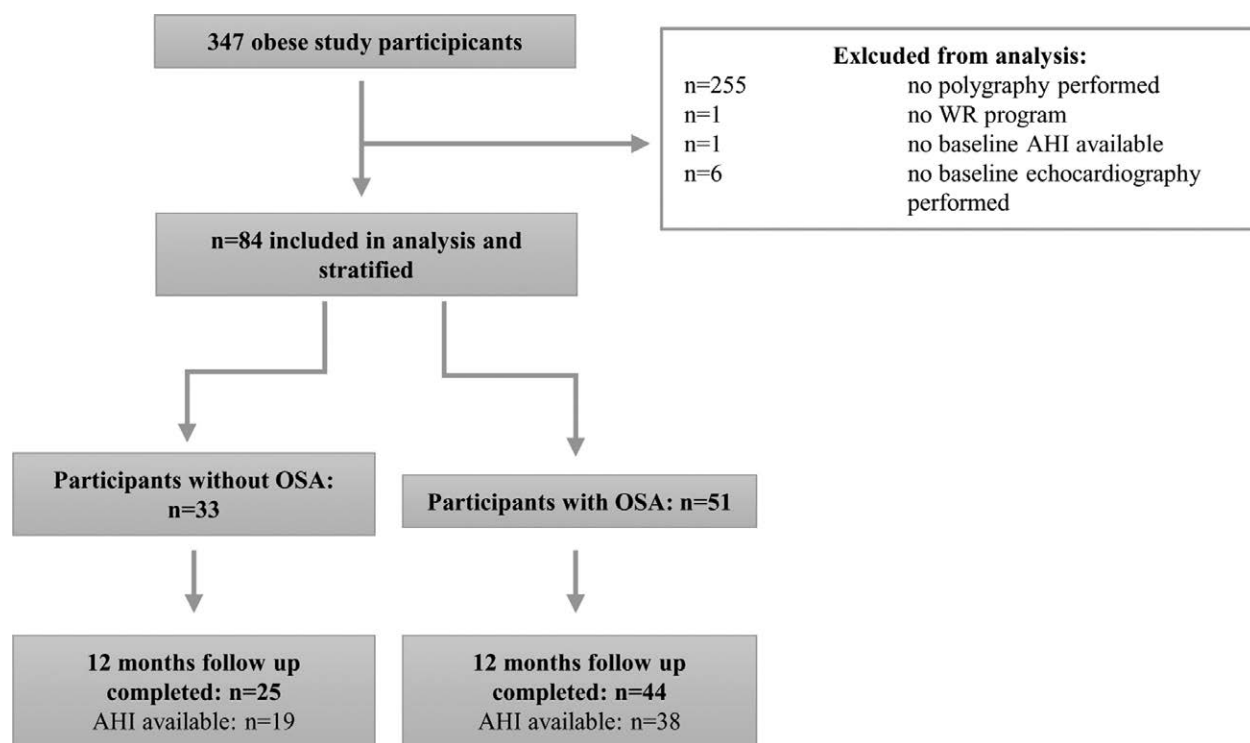 347 obese study participicants
Exlcuded from analysis:
n=255 no polygraphy performed
n=1 no WR program
n=1 no baseline AHI available
n=6 no baseline echocardiography
performed
n=84 included in analysis and
stratified
Participants without OSA:
n=33
Participants with OSA: n=51
12 months follow up
completed: n=25
AHI available: n=19
12 months follow up
completed: n=44
AHI available: n=38